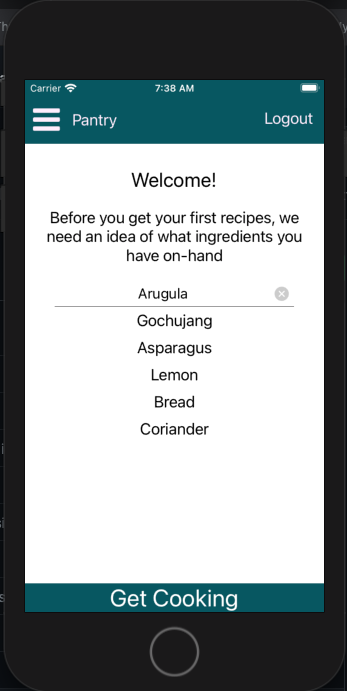 Carrier 7:38 AM
Pantry Logout
Welcome!
Before you get your first recipes, we
need an idea of what ingredients you
have on-hand
Arugula
Gochujang
Asparagus
Lemon
Bread
Coriander
Get Cooking